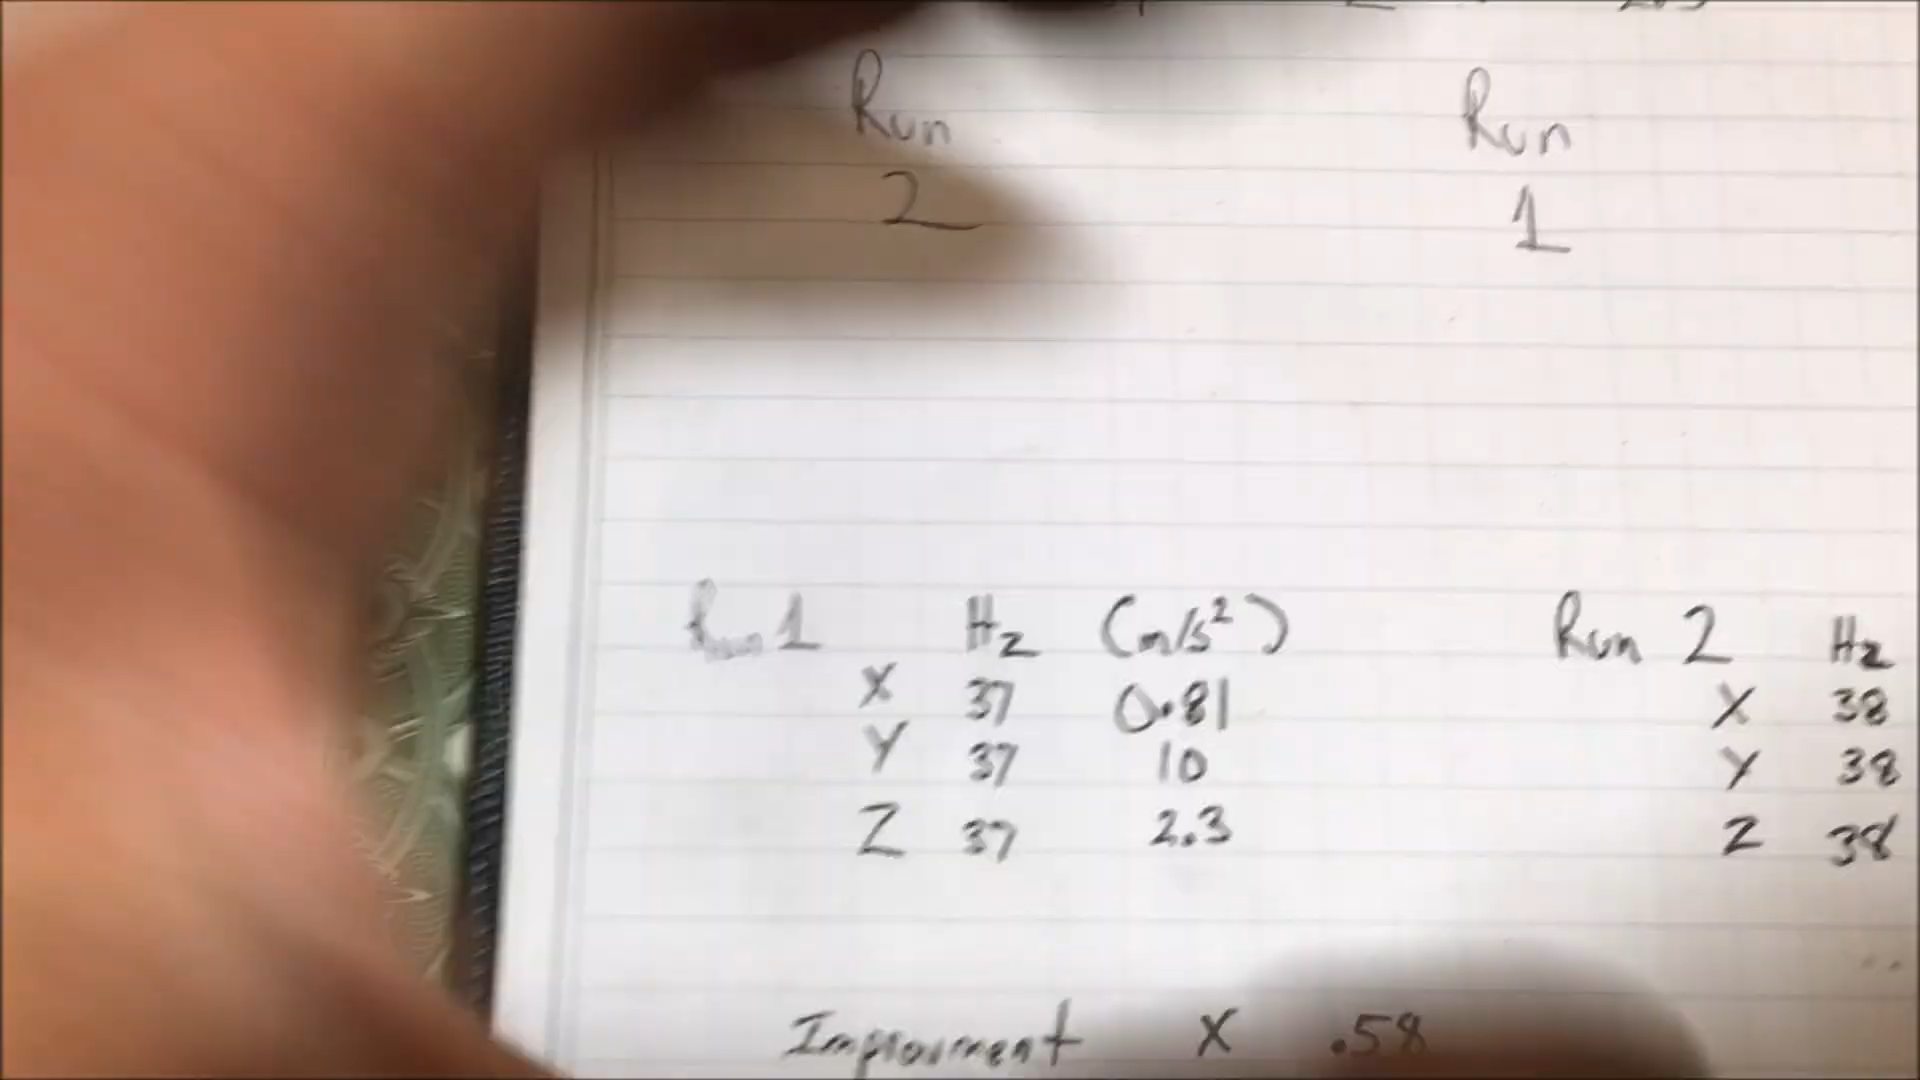 Run Run
2 1
Run 1 Hz (m/s²) Run 2 Hz
X 37 0.81 X 38
Y 37 10 Y 38
Z 37 2.3 Z 38
Improvment X .58